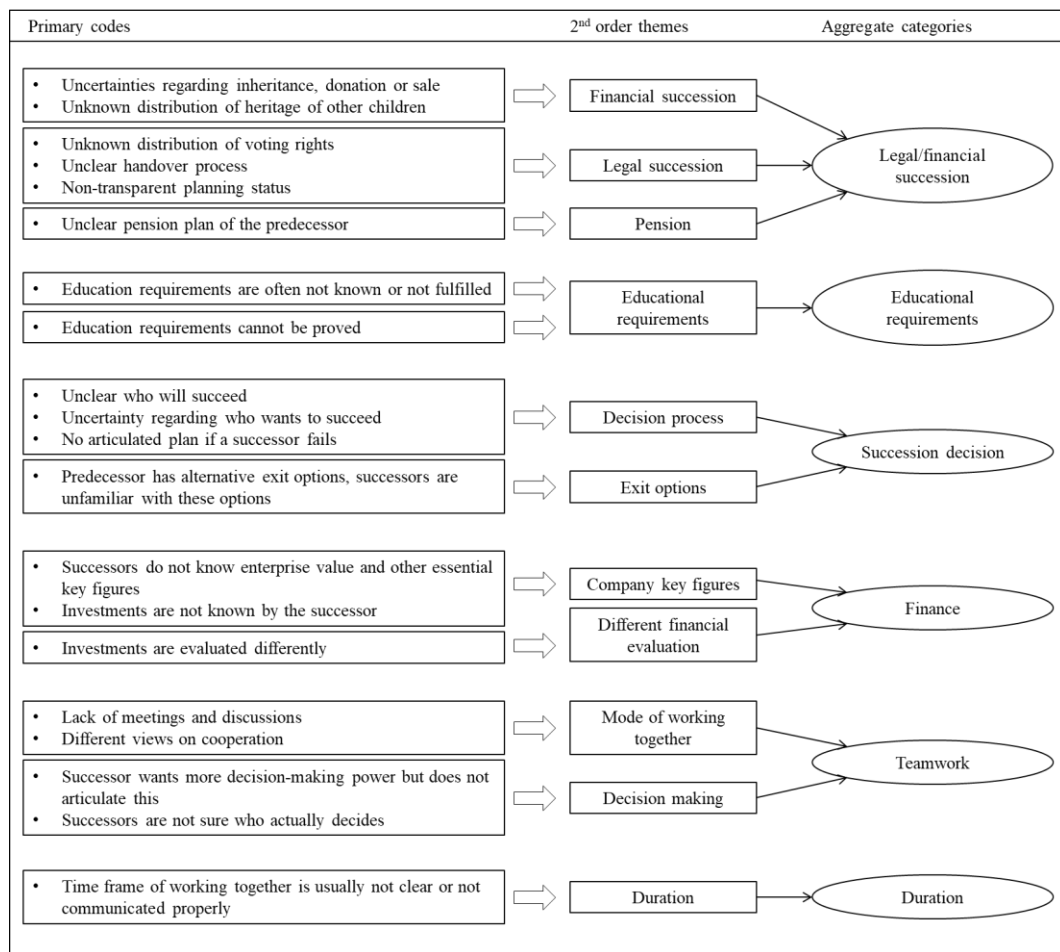 Primary codes
2nd order themes
Aggregate categories
• Uncertainties regarding inheritance, donation or sale
• Unknown distribution of heritage of other children
Financial succession
• Unknown distribution of voting rights
• Unclear handover process
• Non-transparent planning status
Legal succession
Legal/financial
succession
• Unclear pension plan of the predecessor
Pension
• Education requirements are often not known or not fulfilled
• Education requirements cannot be proved
Educational
requirements
Educational
requirements
• Unclear who will succeed
• Uncertainty regarding who wants to succeed
• No articulated plan if a successor fails
Decision process
Succession decision
• Predecessor has alternative exit options, successors are
unfamiliar with these options
Exit options
• Successors do not know enterprise value and other essential
key figures
• Investments are not known by the successor
Company key figures
Finance
• Investments are evaluated differently
Different financial
evaluation
• Lack of meetings and discussions
• Different views on cooperation
Mode of working
together
Teamwork
• Successor wants more decision-making power but does not
articulate this
• Successors are not sure who actually decides
Decision making
• Time frame of working together is usually not clear or not
communicated properly
Duration
Duration